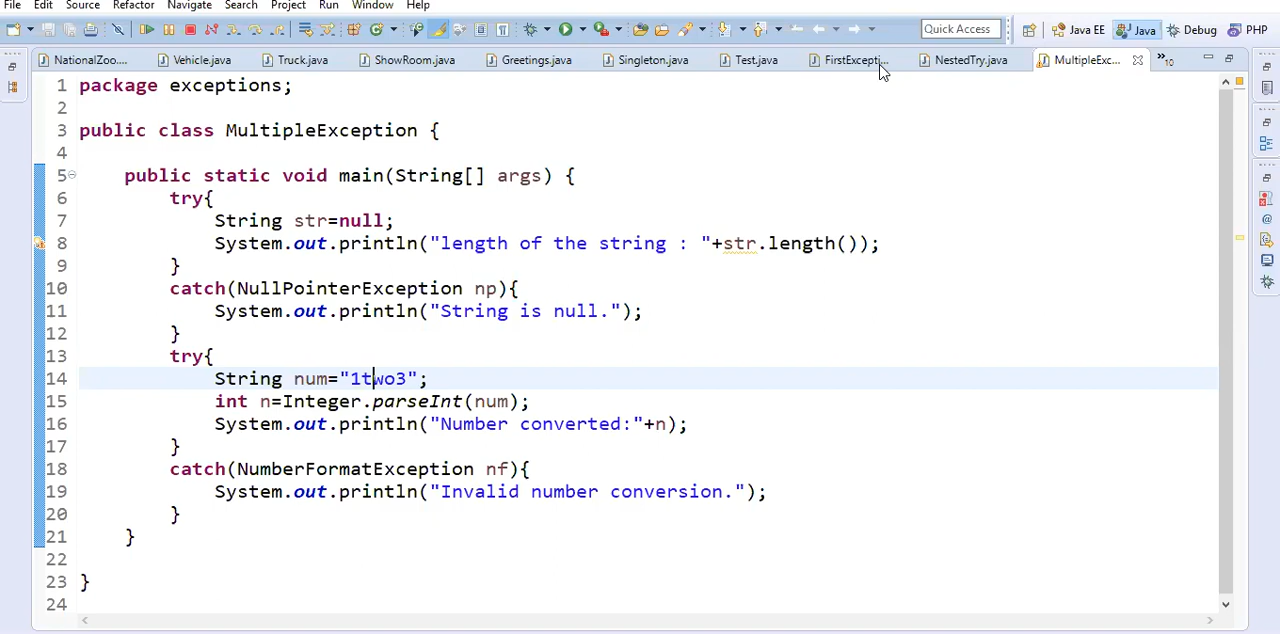 File Edit Source Refactor Navigate Search Project Run Window Help
Quick Access Java EE Java Debug PHP
NationalZoo.... Vehicle.java Truck.java ShowRoom.java Greetings.java Singleton.java Test.java FirstExcepti... NestedTry.java MultipleExc... »10
1 package exceptions;
2
3 public class MultipleException {
4
5 public static void main(String[] args) {
6 try{
7 String str=null;
8 System.out.println("length of the string : "+str.length());
9 }
10 catch(NullPointerException np){
11 System.out.println("String is null.");
12 }
13 try{
14 String num="1two3";
15 int n=Integer.parseInt(num);
16 System.out.println("Number converted:"+n);
17 }
18 catch(NumberFormatException nf){
19 System.out.println("Invalid number conversion.");
20 }
21 }
22
23 }
24